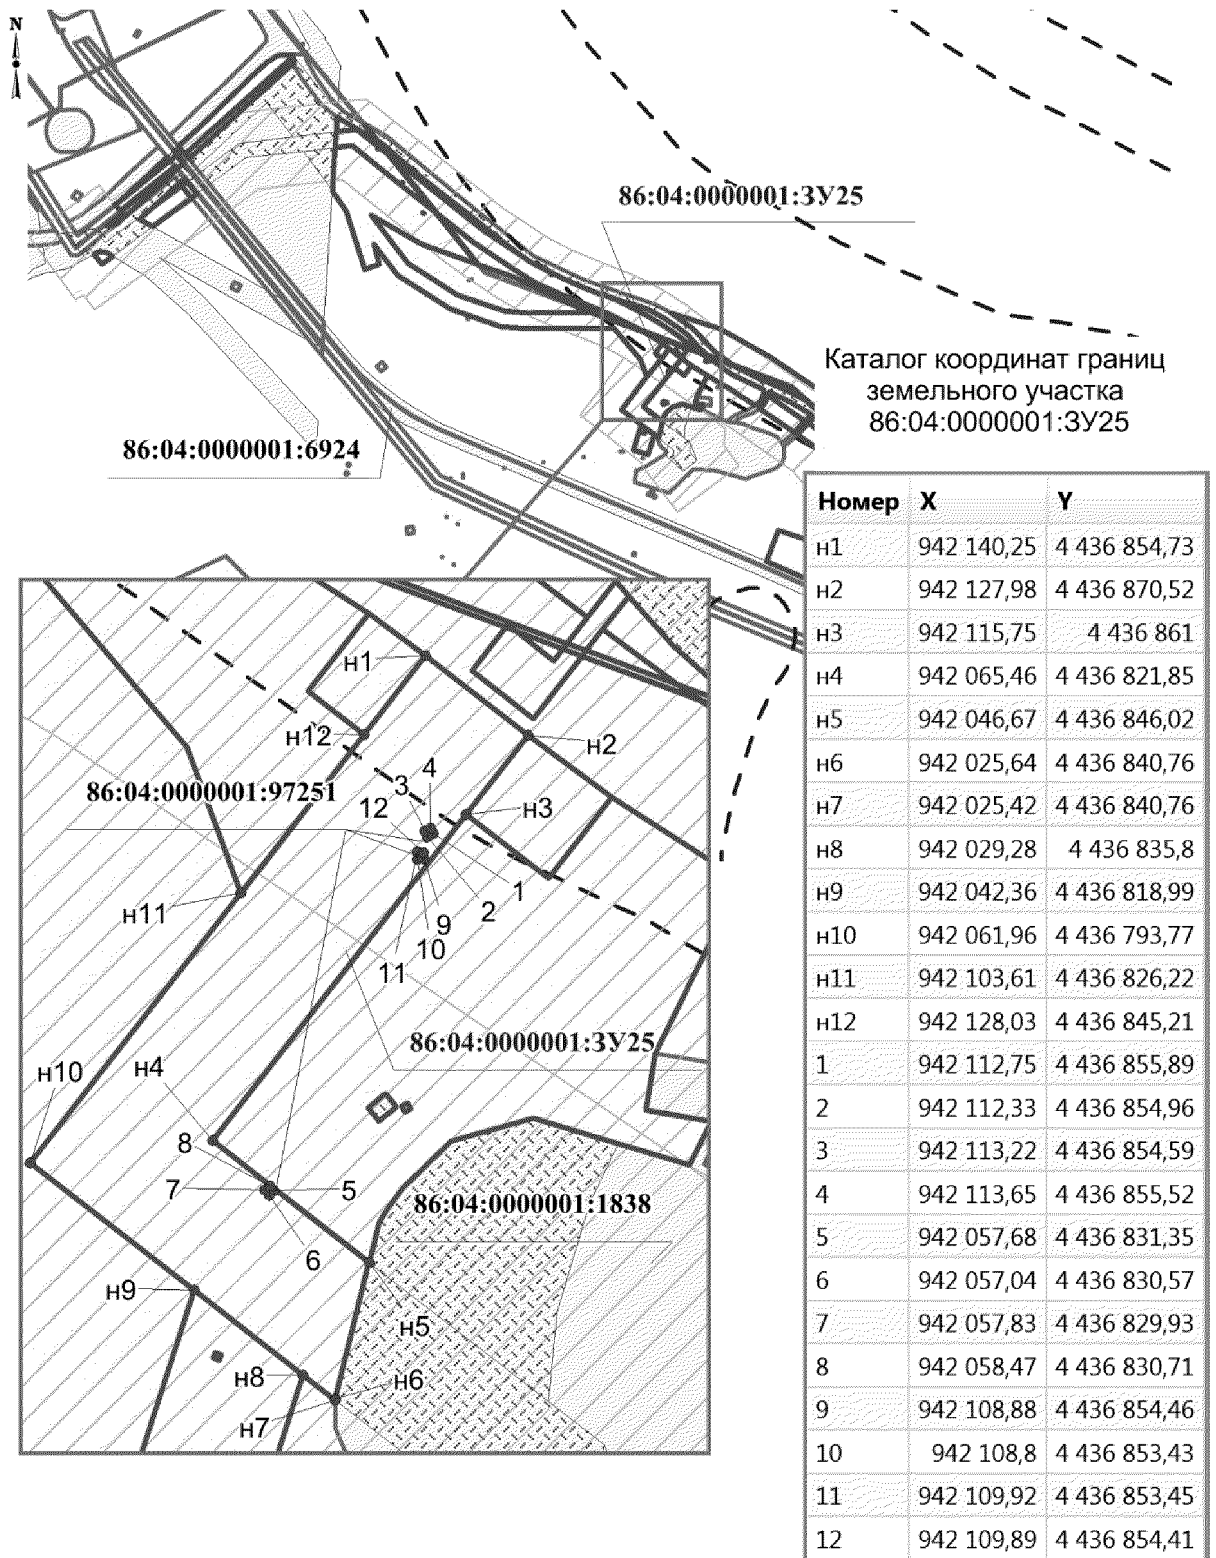 N
86:04:0000001:ЗУ25
Каталог координат границ
земельного участка
86:04:0000001:ЗУ25
86:04:0000001:6924
Номер X Y
н1 942 140,25 4 436 854,73
н2 942 127,98 4 436 870,52
н3 942 115,75 4 436 861
н4 942 065,46 4 436 821,85
н5 942 046,67 4 436 846,02
н6 942 025,64 4 436 840,76
н7 942 025,42 4 436 840,76
н8 942 029,28 4 436 835,8
н9 942 042,36 4 436 818,99
н10 942 061,96 4 436 793,77
н11 942 103,61 4 436 826,22
н12 942 128,03 4 436 845,21
1 942 112,75 4 436 855,89
2 942 112,33 4 436 854,96
3 942 113,22 4 436 854,59
4 942 113,65 4 436 855,52
5 942 057,68 4 436 831,35
6 942 057,04 4 436 830,57
7 942 057,83 4 436 829,93
8 942 058,47 4 436 830,71
9 942 108,88 4 436 854,46
10 942 108,8 4 436 853,43
11 942 109,92 4 436 853,45
12 942 109,89 4 436 854,41
н1
н12
н2
86:04:0000001:97251
3
4
12
н3
1
2
9
10
11
н11
86:04:0000001:ЗУ25
н10
н4
8
7
5
6
86:04:0000001:1838
н9
н5
н8
н6
н7